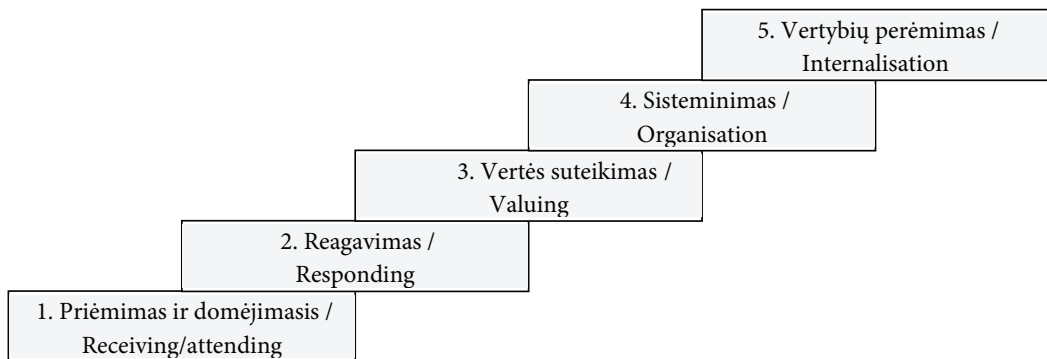 5. Vertybių perėmimas /
Internalisation
4. Sisteminimas /
Organisation
3. Vertės suteikimas /
Valuing
2. Reagavimas /
Responding
1. Priėmimas ir domėjimasis /
Receiving/attending